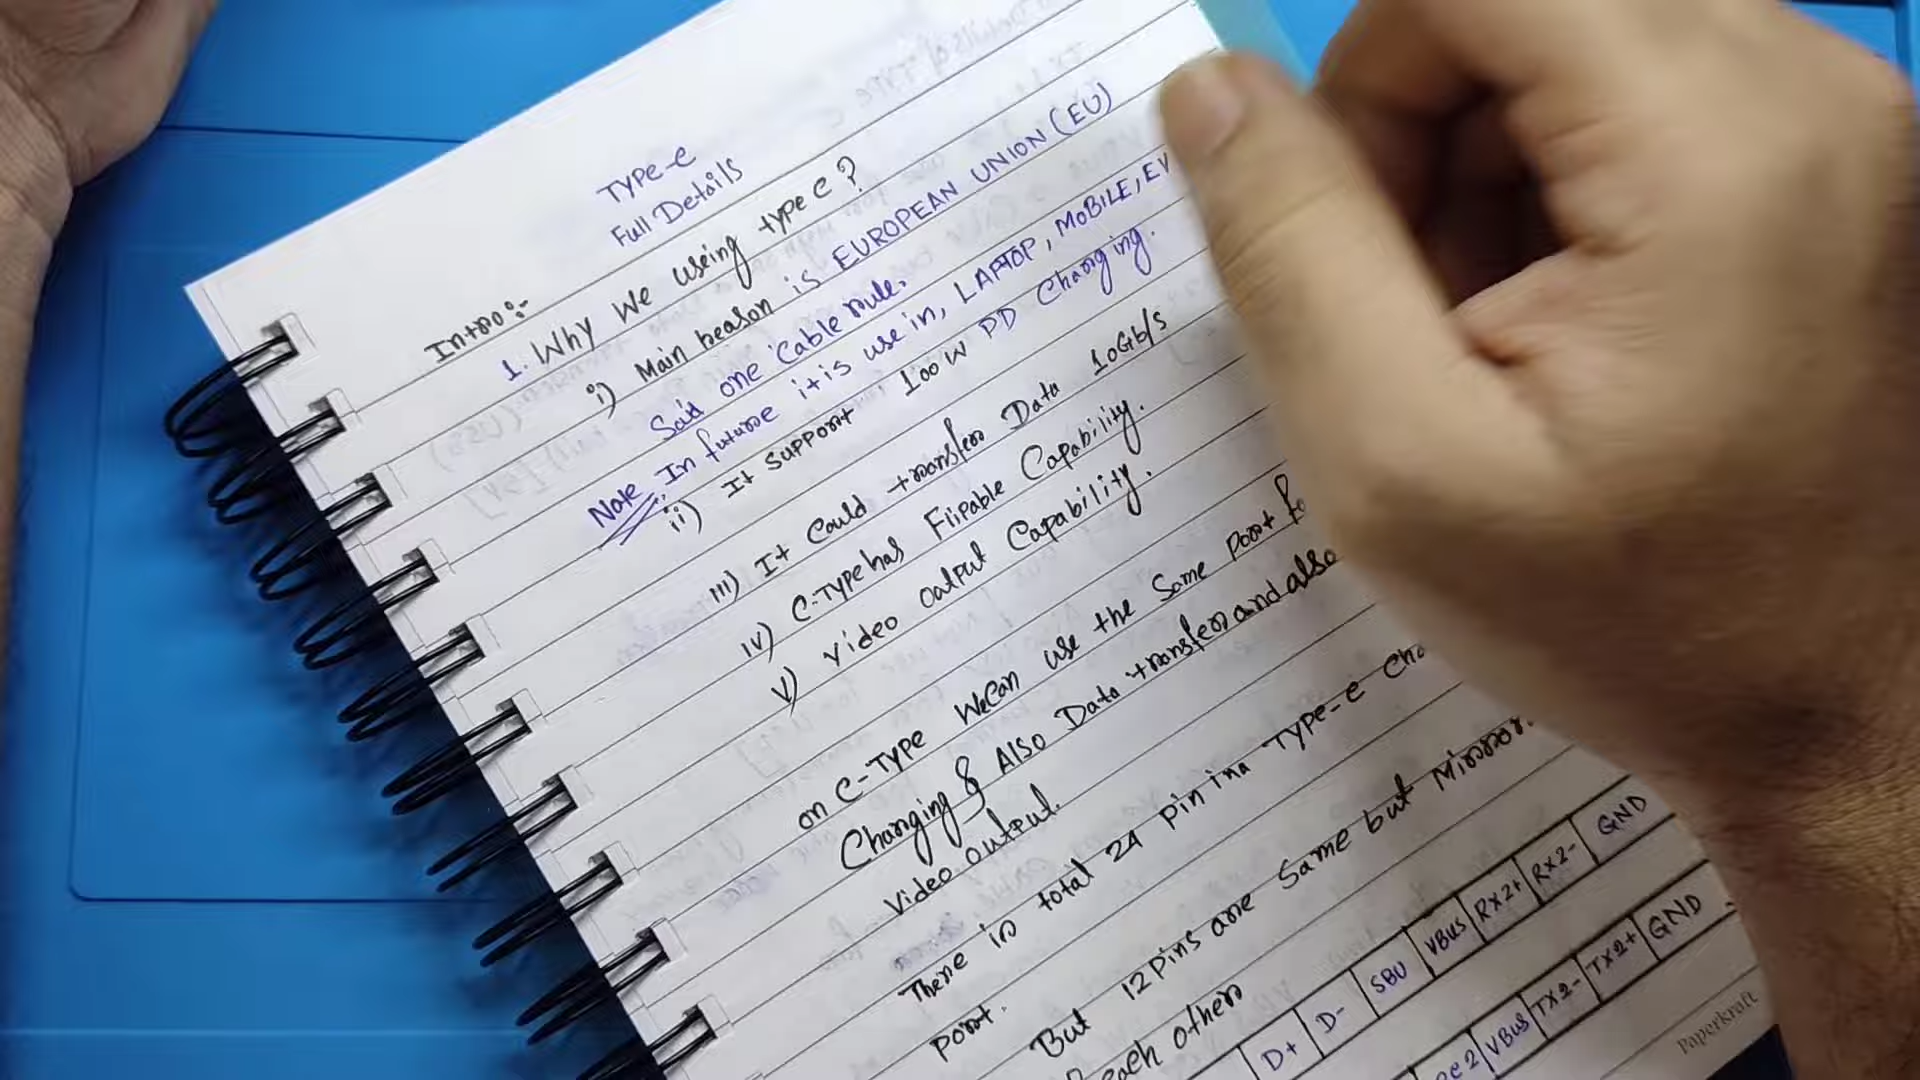 TYPE-C
Full Details
Intro:-
1. Why We useing type C?
i) Main reason is EUROPEAN UNION (EU)
Said one Cable rule.
Note In future it is use in, LAPTOP, MOBILE, EV
ii) It support 100W PD Charging.
iii) It Could transfer Data 10Gb/s
iv) C-Type has Flipable Capability.
v) Video output Capability.
on C-TYPE We Can use the Same port
Charging & Also Data transfer and also
Video output.
There is total 24 pin in a TYPE-C
port.
But 12 pins are Same but Mirror.
each other
D+ D- SBU VBUS RX2+ RX2- GND
VBUS TX2- TX2+ GND
Paperkraft